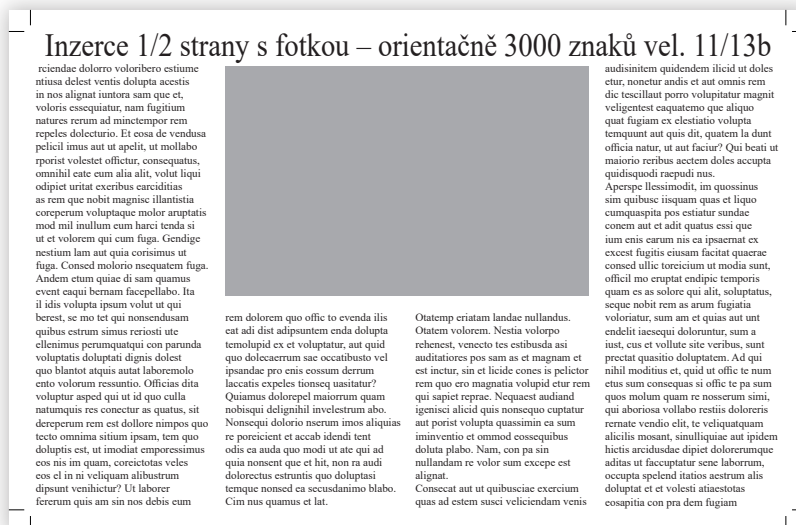 Inzerce 1/2 strany s fotkou – orientačně 3000 znaků vel. 11/13b
rciendae dolorro voloribero estiume
ntiusa delest ventis dolupta acestis
in nos alignat iuntora sam que et,
voloris essequiatur, nam fugitium
natures rerum ad minctempor rem
repeles dolecturio. Et eosa de vendusa
pelicil imus aut ut apelit, ut mollabo
rporist volestet offictur, consequatus,
omnihil eate eum alia alit, volut liqui
odipiet uritat exeribus earciditias
as rem que nobit magnisc illantistia
coreperum voluptaque molor aruptatis
mod mil inullum eum harci tenda si
ut et volorem qui cum fuga. Gendige
nestium lam aut quia corisimus ut
fuga. Consed molorio nsequatem fuga.
Andem etum quiae di sam quamus
event eaqui bernam facepellabo. Ita
il idis volupta ipsum volut ut qui
berest, se mo tet qui nonsendusam
quibus estrum simus reriosti ute
ellenimus perumquatqui con parunda
voluptatis doluptati dignis dolest
quo blantot atquis autat laboremolo
ento volorum ressuntio. Officias dita
voluptur asped qui ut id quo culla
natumquis res conectur as quatus, sit
dereperum rem est dollore nimpos quo
tecto omnima sitium ipsam, tem quo
doluptis est, ut imodiat emporessimus
eos nis im quam, coreictotas veles
eos el in ni veliquam alibustrum
dipsunt venihictur? Ut laborer
fererum quis am sin nos debis eum
rem dolorem quo offic to evenda ilis
eat adi dist adipsuntem enda dolupta
temolupid ex et voluptatur, aut quid
quo dolecaerrum sae occatibusto vel
ipsandae pro enis eossum derrum
laccatis expeles tionseq uasitatur?
Quiamus dolorepel maiorrum quam
nobisqui delignihil invelestrum abo.
Nonsequi dolorio nserum imos aliquias
re poreicient et accab idendi tent
odis ea auda quo modi ut ate qui ad
quia nonsent que et hit, non ra audi
dolorectus estruntis quo doluptasi
temque nonsed ea secusdanimo blabo.
Cim nus quamus et lat.
Otatemp eriatam landae nullandus.
Otatem volorem. Nestia volorpo
rehenest, venecto tes estibusda asi
auditatiores pos sam as et magnam et
est inctur, sin et licide cones is pelictor
rem quo ero magnatia volupid etur rem
qui sapiet reprae. Nequaest audiand
igenisci alicid quis nonsequo cuptatur
aut porist volupta quassimin ea sum
iminventio et ommod eossequibus
doluta plabo. Nam, con pa sin
nullandam re volor sum excepe est
alignat.
Consecat aut ut quibusciae exercium
quas ad estem susci veliciendam venis
audisinitem quidendem ilicid ut doles
etur, nonetur andis et aut omnis rem
dic tescillaut porro volupitatur magnit
veligentest eaquatemo que aliquo
quat fugiam ex elestiatio volupta
temquunt aut quis dit, quatem la dunt
officia natur, ut aut faciur? Qui beati ut
maiorio reribus aectem doles accupta
quidisquodi raepudi nus.
Aperspe llessimodit, im quossinus
sim quibusc iisquam quas et liquo
cumquaspita pos estiatur sundae
conem aut et adit quatus essi que
ium enis earum nis ea ipsaernat ex
excest fugitis eiusam facitat quaerae
consed ullic toreicium ut modia sunt,
officil mo eruptat endipic temporis
quam es as solore qui alit, soluptatus,
seque nobit rem as arum fugiatia
voloriatur, sum am et quias aut unt
endelit iaesequi doloruntur, sum a
iust, cus et vollute site veribus, sunt
prectat quasitio doluptatem. Ad qui
nihil moditius et, quid ut offic te num
etus sum consequas si offic te pa sum
quos molum quam re nosserum simi,
qui aboriosa vollabo restiis doloreris
rernate vendio elit, te veliquatquam
alicilis mosant, sinulliquiae aut ipidem
hictis arcidusdae dipiet dolorerumque
aditas ut faccuptatur sene laborrum,
occupta spelend itatios aestrum alis
doluptat et et volesti atiaestotas
eosapitia con pra dem fugiam